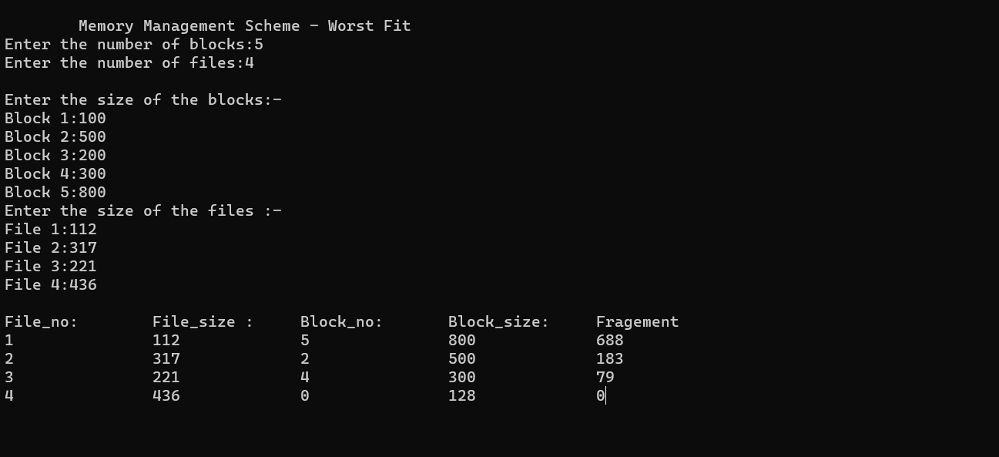 Memory Management Scheme - Worst Fit
Enter the number of blocks:5
Enter the number of files:4
Enter the size of the blocks:-
Block 1:100
Block 2:500
Block 3:200
Block 4:300
Block 5:800
Enter the size of the files :-
File 1:112
File 2:317
File 3:221
File 4:436
File_no: File_size : Block_no: Block_size: Fragement
1 112 5 800 688
2 317 2 500 183
3 221 4 300 79
4 436 0 128 0